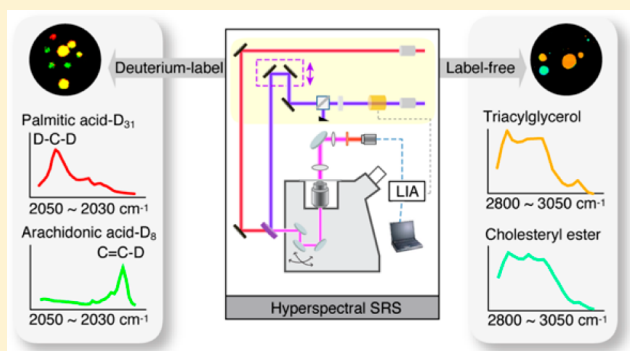 Deuterium-label
Palmitic acid-D31
D-C-D
2050 ~ 2030 cm-1
Arachidonic acid-D8
C=C-D
2050 ~ 2030 cm-1
LIA
Hyperspectral SRS
Label-free
Triacylglycerol
2800 ~ 3050 cm-1
Cholesteryl ester
2800 ~ 3050 cm-1